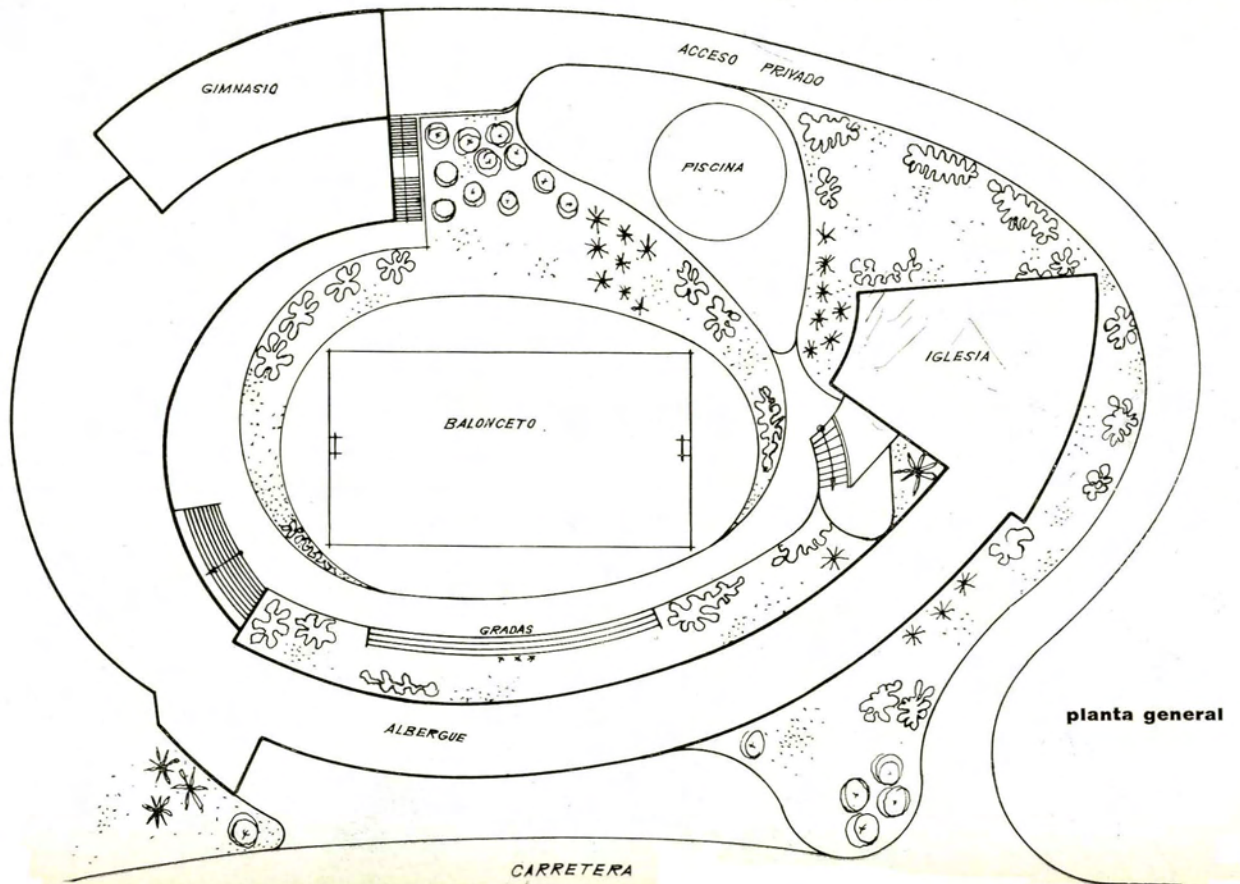 ACCESO PRIVADO
GIMNASIO
PISCINA
IGLESIA
BALONCETO
GRADAS
planta general
ALBERGUE
CARRETERA